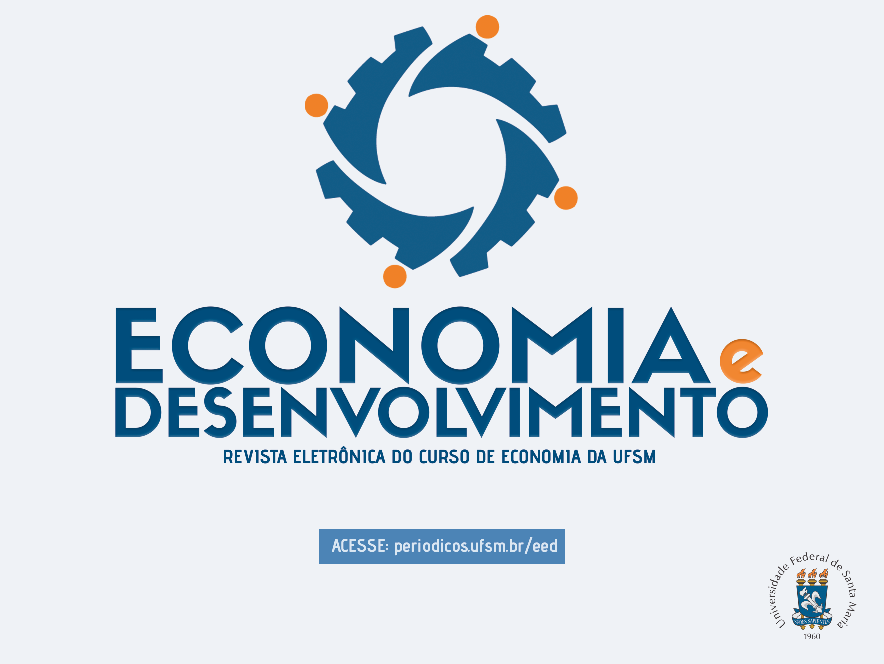 ECONOMIA e
DESENVOLVIMENTO
REVISTA ELETRÔNICA DO CURSO DE ECONOMIA DA UFSM
ACESSE: periodicos.ufsm.br/eed
Universidade Federal de Santa Maria
1960